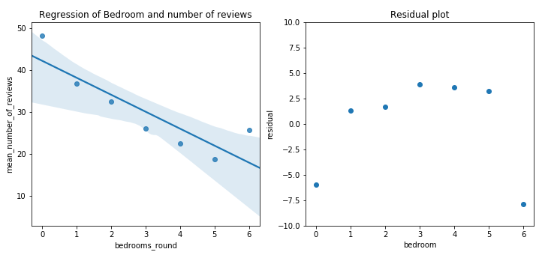 Regression of Bedroom and number of reviews
mean_number_of_reviews
50
40
30
20
10
0 1 2 3 4 5 6
bedrooms_round
Residual plot
residual
10.0
7.5
5.0
2.5
0.0
−2.5
−5.0
−7.5
−10.0
0 1 2 3 4 5 6
bedroom